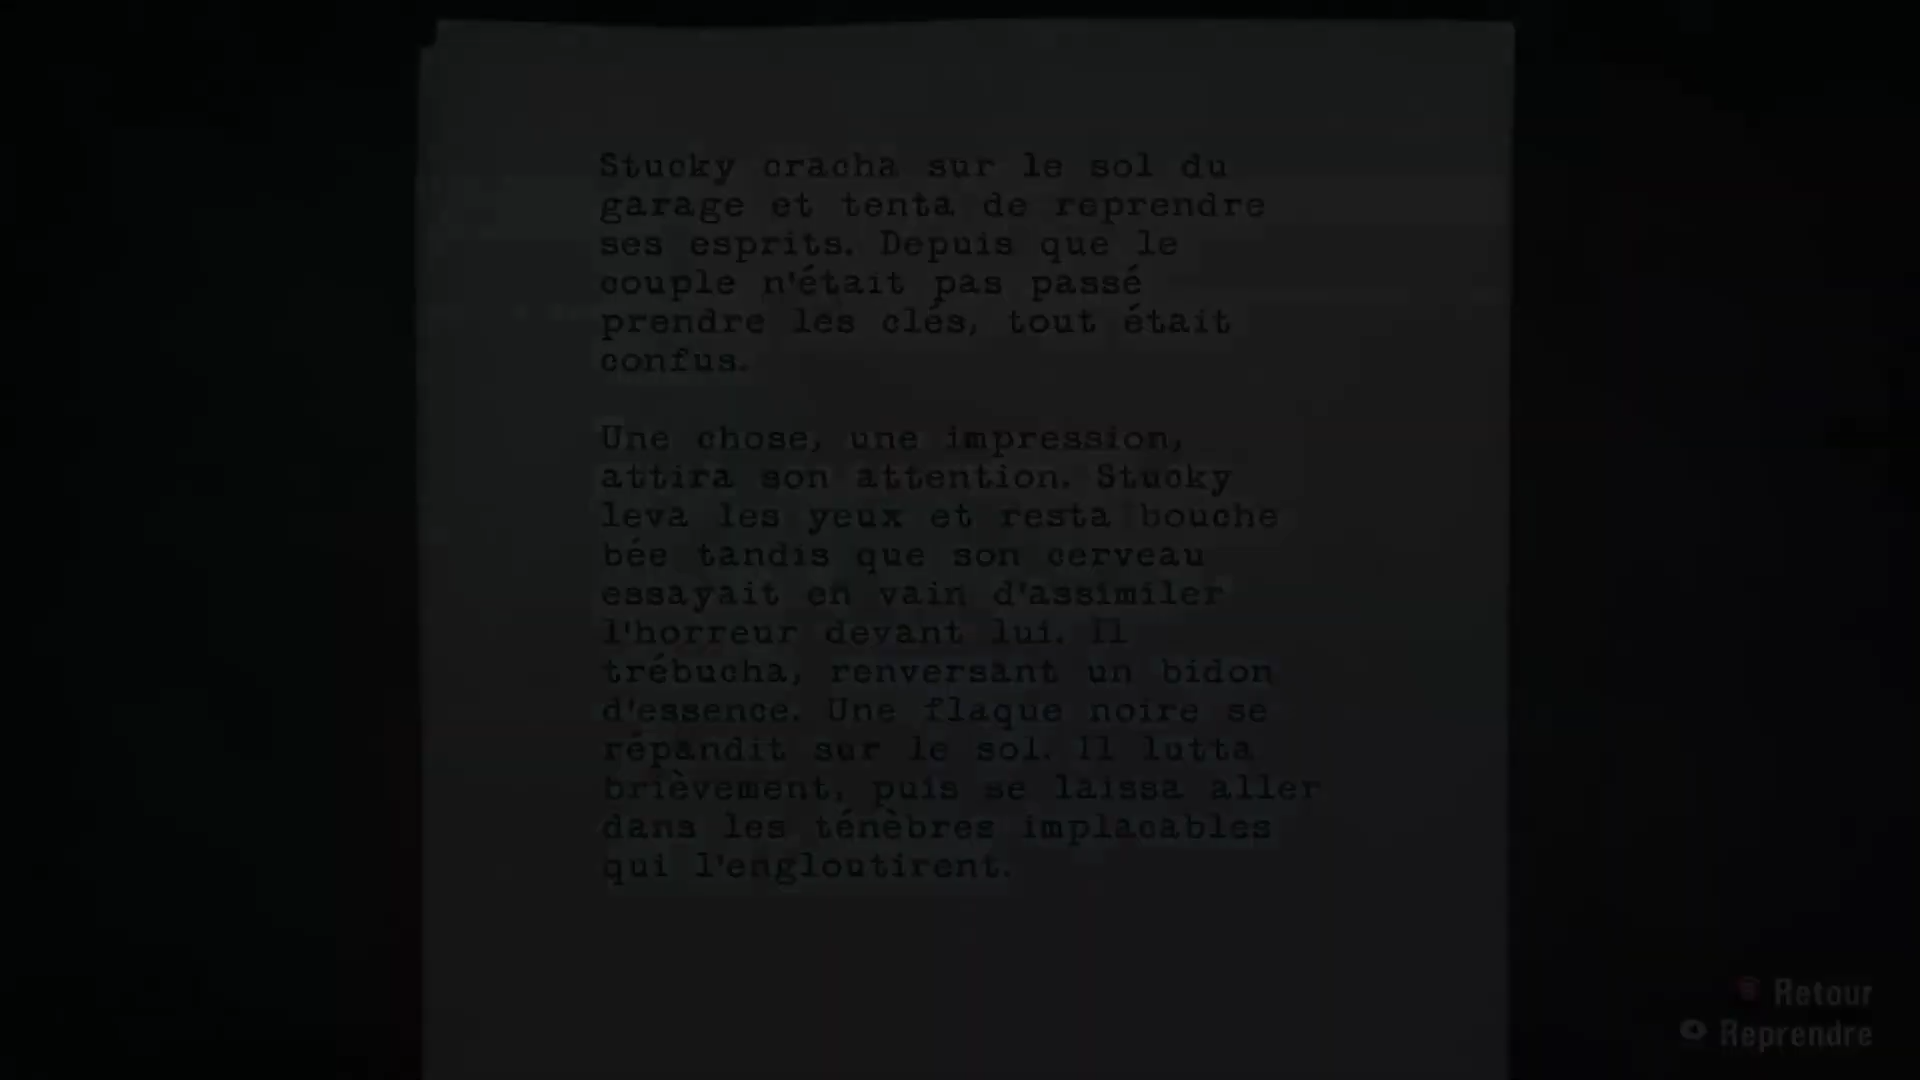 Stucky cracha sur le sol du
garage et tenta de reprendre
ses esprits. Depuis que le
couple n'était pas passé
prendre les clés, tout était
confus.
Une chose, une impression,
attira son attention. Stucky
leva les yeux et resta bouche
bée tandis que son cerveau
essayait en vain d'assimiler
l'horreur devant lui. Il
trébucha, renversant un bidon
d'essence. Une flaque noire se
répandit sur le sol. Il lutta
brièvement, puis se laissa aller
dans les ténèbres implacables
qui l'engloutirent.
Retour
Reprendre